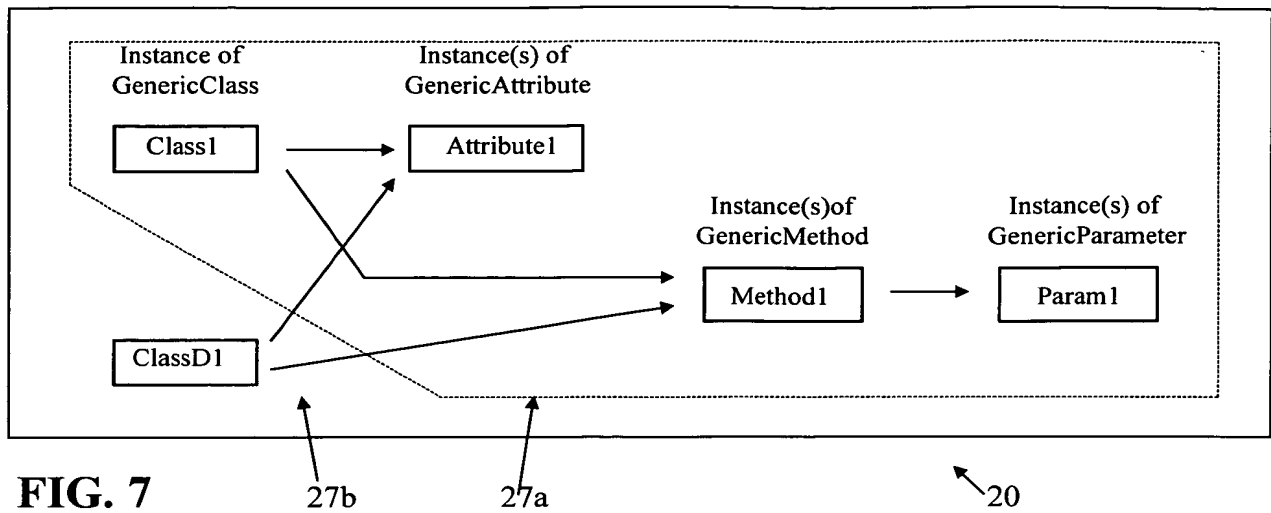 Instance of
GenericClass
Instance(s) of
GenericAttribute
Class1
Attribute1
Instance(s)of
GenericMethod
Instance(s) of
GenericParameter
Method1
Param1
ClassD1
FIG. 7
27b
27a
20